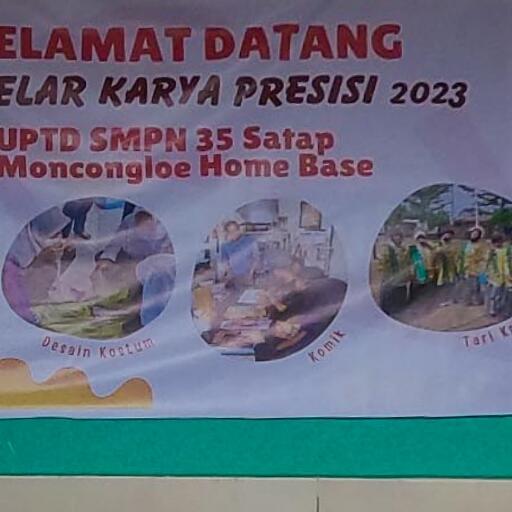 ELAMAT DATANG
ELAR KARYA PRESISI 2023
UPTD SMPN 35 Satap
Moncongloe Home Base
Desain Kostum
Komik
Tari